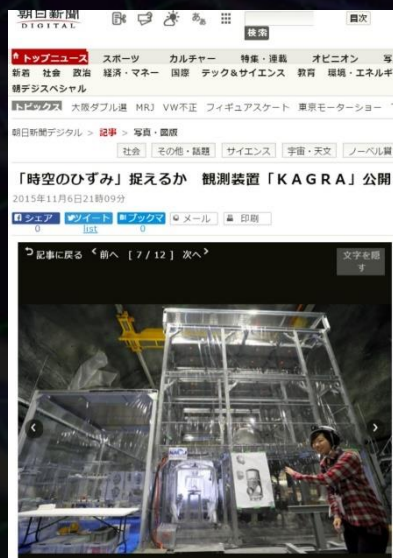 朝日新聞
DIGITAL
目次
検索
トップニュース スポーツ カルチャー 特集・連載 オピニオン
新着 社会 政治 経済・マネー 国際 テック＆サイエンス 教育 環境・エネルギ
朝デジスペシャル
トピックス 大阪ダブル選 MRJ VW不正 フィギュアスケート 東京モーターショー
朝日新聞デジタル > 記事 > 写真・図版
社会 その他・話題 サイエンス 宇宙・天文 ノーベル賞
「時空のひずみ」捉えるか 観測装置「ＫＡＧＲＡ」公開
2015年11月6日21時09分
シェア ツイート ブックマ メール 印刷
0 list 0
記事に戻る 前へ [ 7 / 12 ] 次へ 文字を隠
す